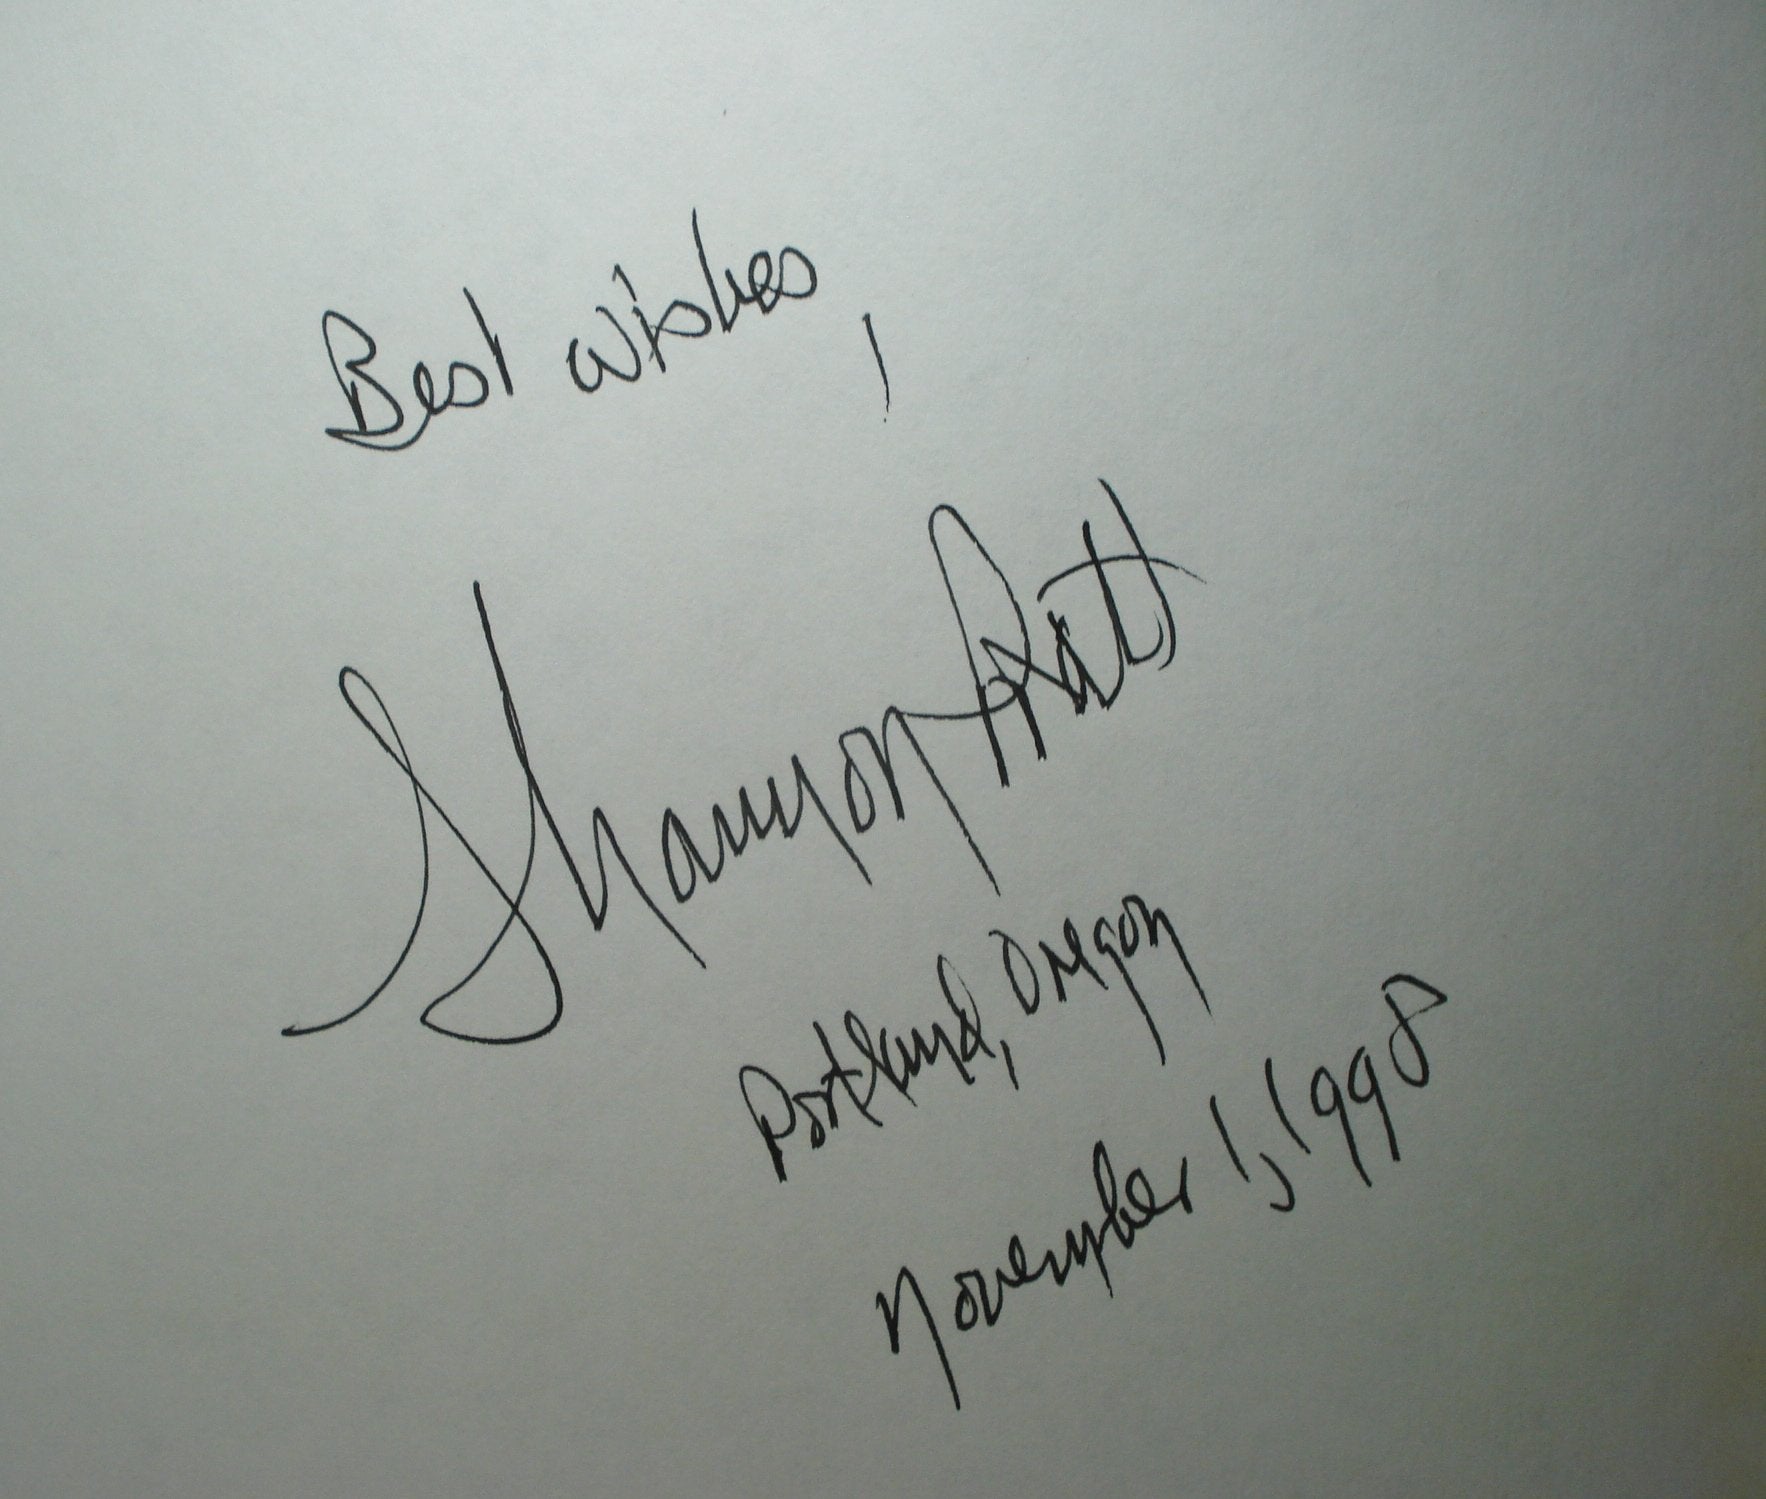 Best wishes,
Shannon Pratt
Portland, Oregon
November 1, 1998